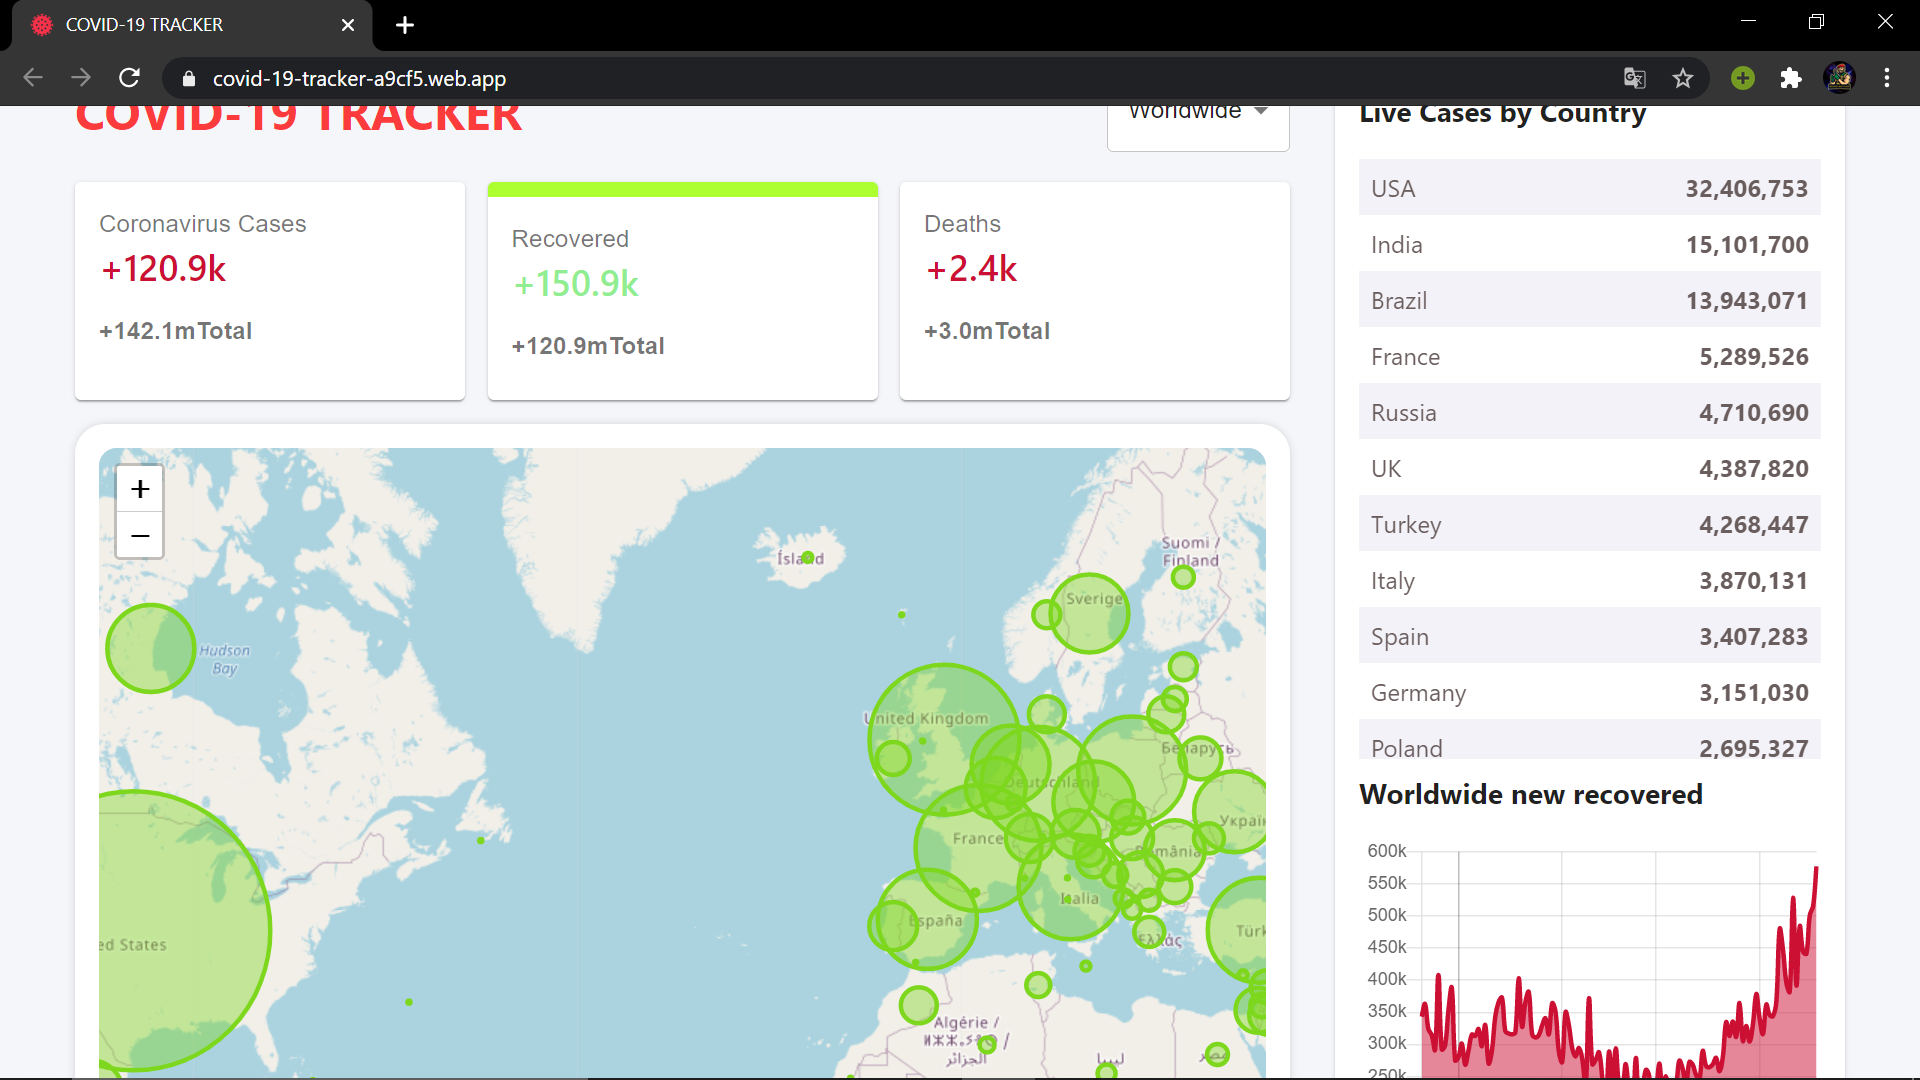 COVID-19 TRACKER
covid-19-tracker-a9cf5.web.app
COVID-19 TRACKER
Worldwide
Coronavirus Cases
+120.9k
+142.1mTotal
Recovered
+150.9k
+120.9mTotal
Deaths
+2.4k
+3.0mTotal
+
−
Ísland
Suomi /
Finland
Sverige
Hudson
Bay
United Kingdom
Беларусь
Deutschland
Украї
France
România
Italia
España
Ελλάς
Türk
ed States
Algérie /
الجزائر
ليبيا
مصر
Live Cases by Country
USA 32,406,753
India 15,101,700
Brazil 13,943,071
France 5,289,526
Russia 4,710,690
UK 4,387,820
Turkey 4,268,447
Italy 3,870,131
Spain 3,407,283
Germany 3,151,030
Poland 2,695,327
Worldwide new recovered
600k
550k
500k
450k
400k
350k
300k
250k